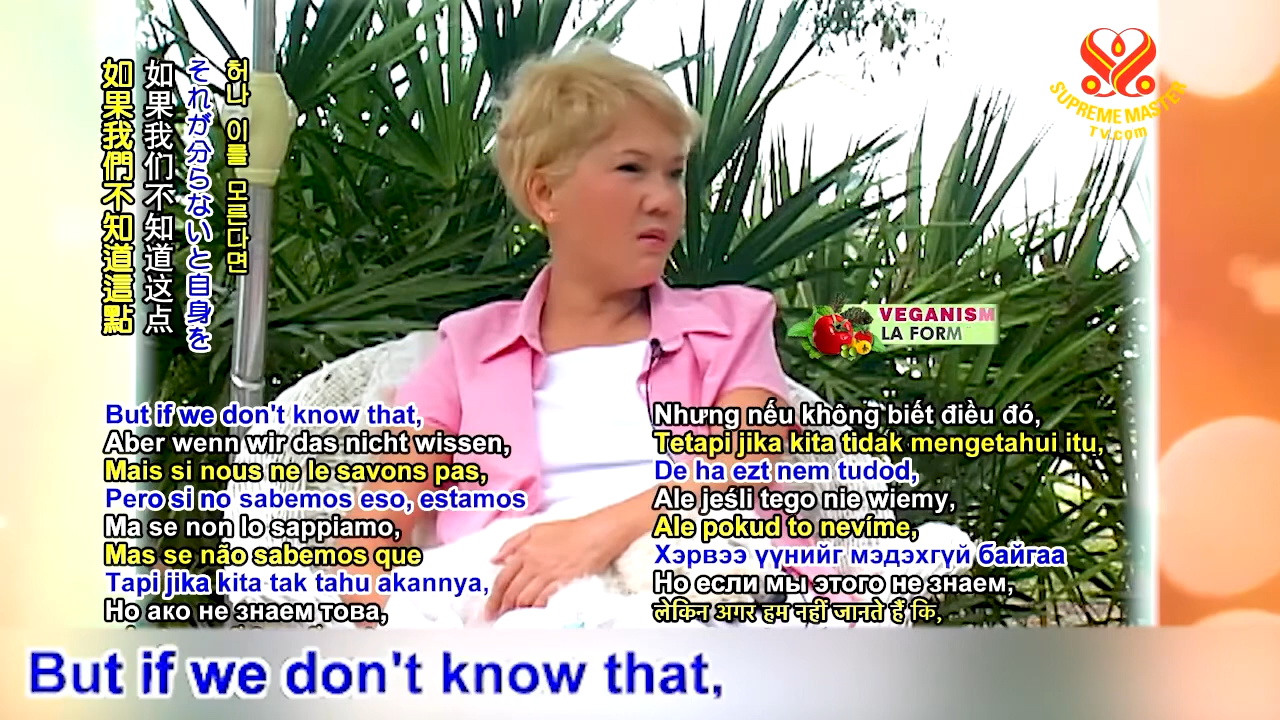 如果我們不知道這點
如果我们不知道这点
それが分らないと自身を
허나 이를 모른다면
SUPREME MASTER
TV.com
VEGANISM
LA FORM
But if we don't know that,
Aber wenn wir das nicht wissen,
Mais si nous ne le savons pas,
Pero si no sabemos eso, estamos
Ma se non lo sappiamo,
Mas se não sabemos que
Tapi jika kita tak tahu akannya,
Но ако не знаем това,
Nhưng nếu không biết điều đó,
Tetapi jika kita tidak mengetahui itu,
De ha ezt nem tudod,
Ale jeśli tego nie wiemy,
Ale pokud to nevíme,
Хэрвээ үүнийг мэдэхгүй байгаа
Но если мы этого не знаем,
लेकिन अगर हम नहीं जानते हैं कि,
But if we don't know that,